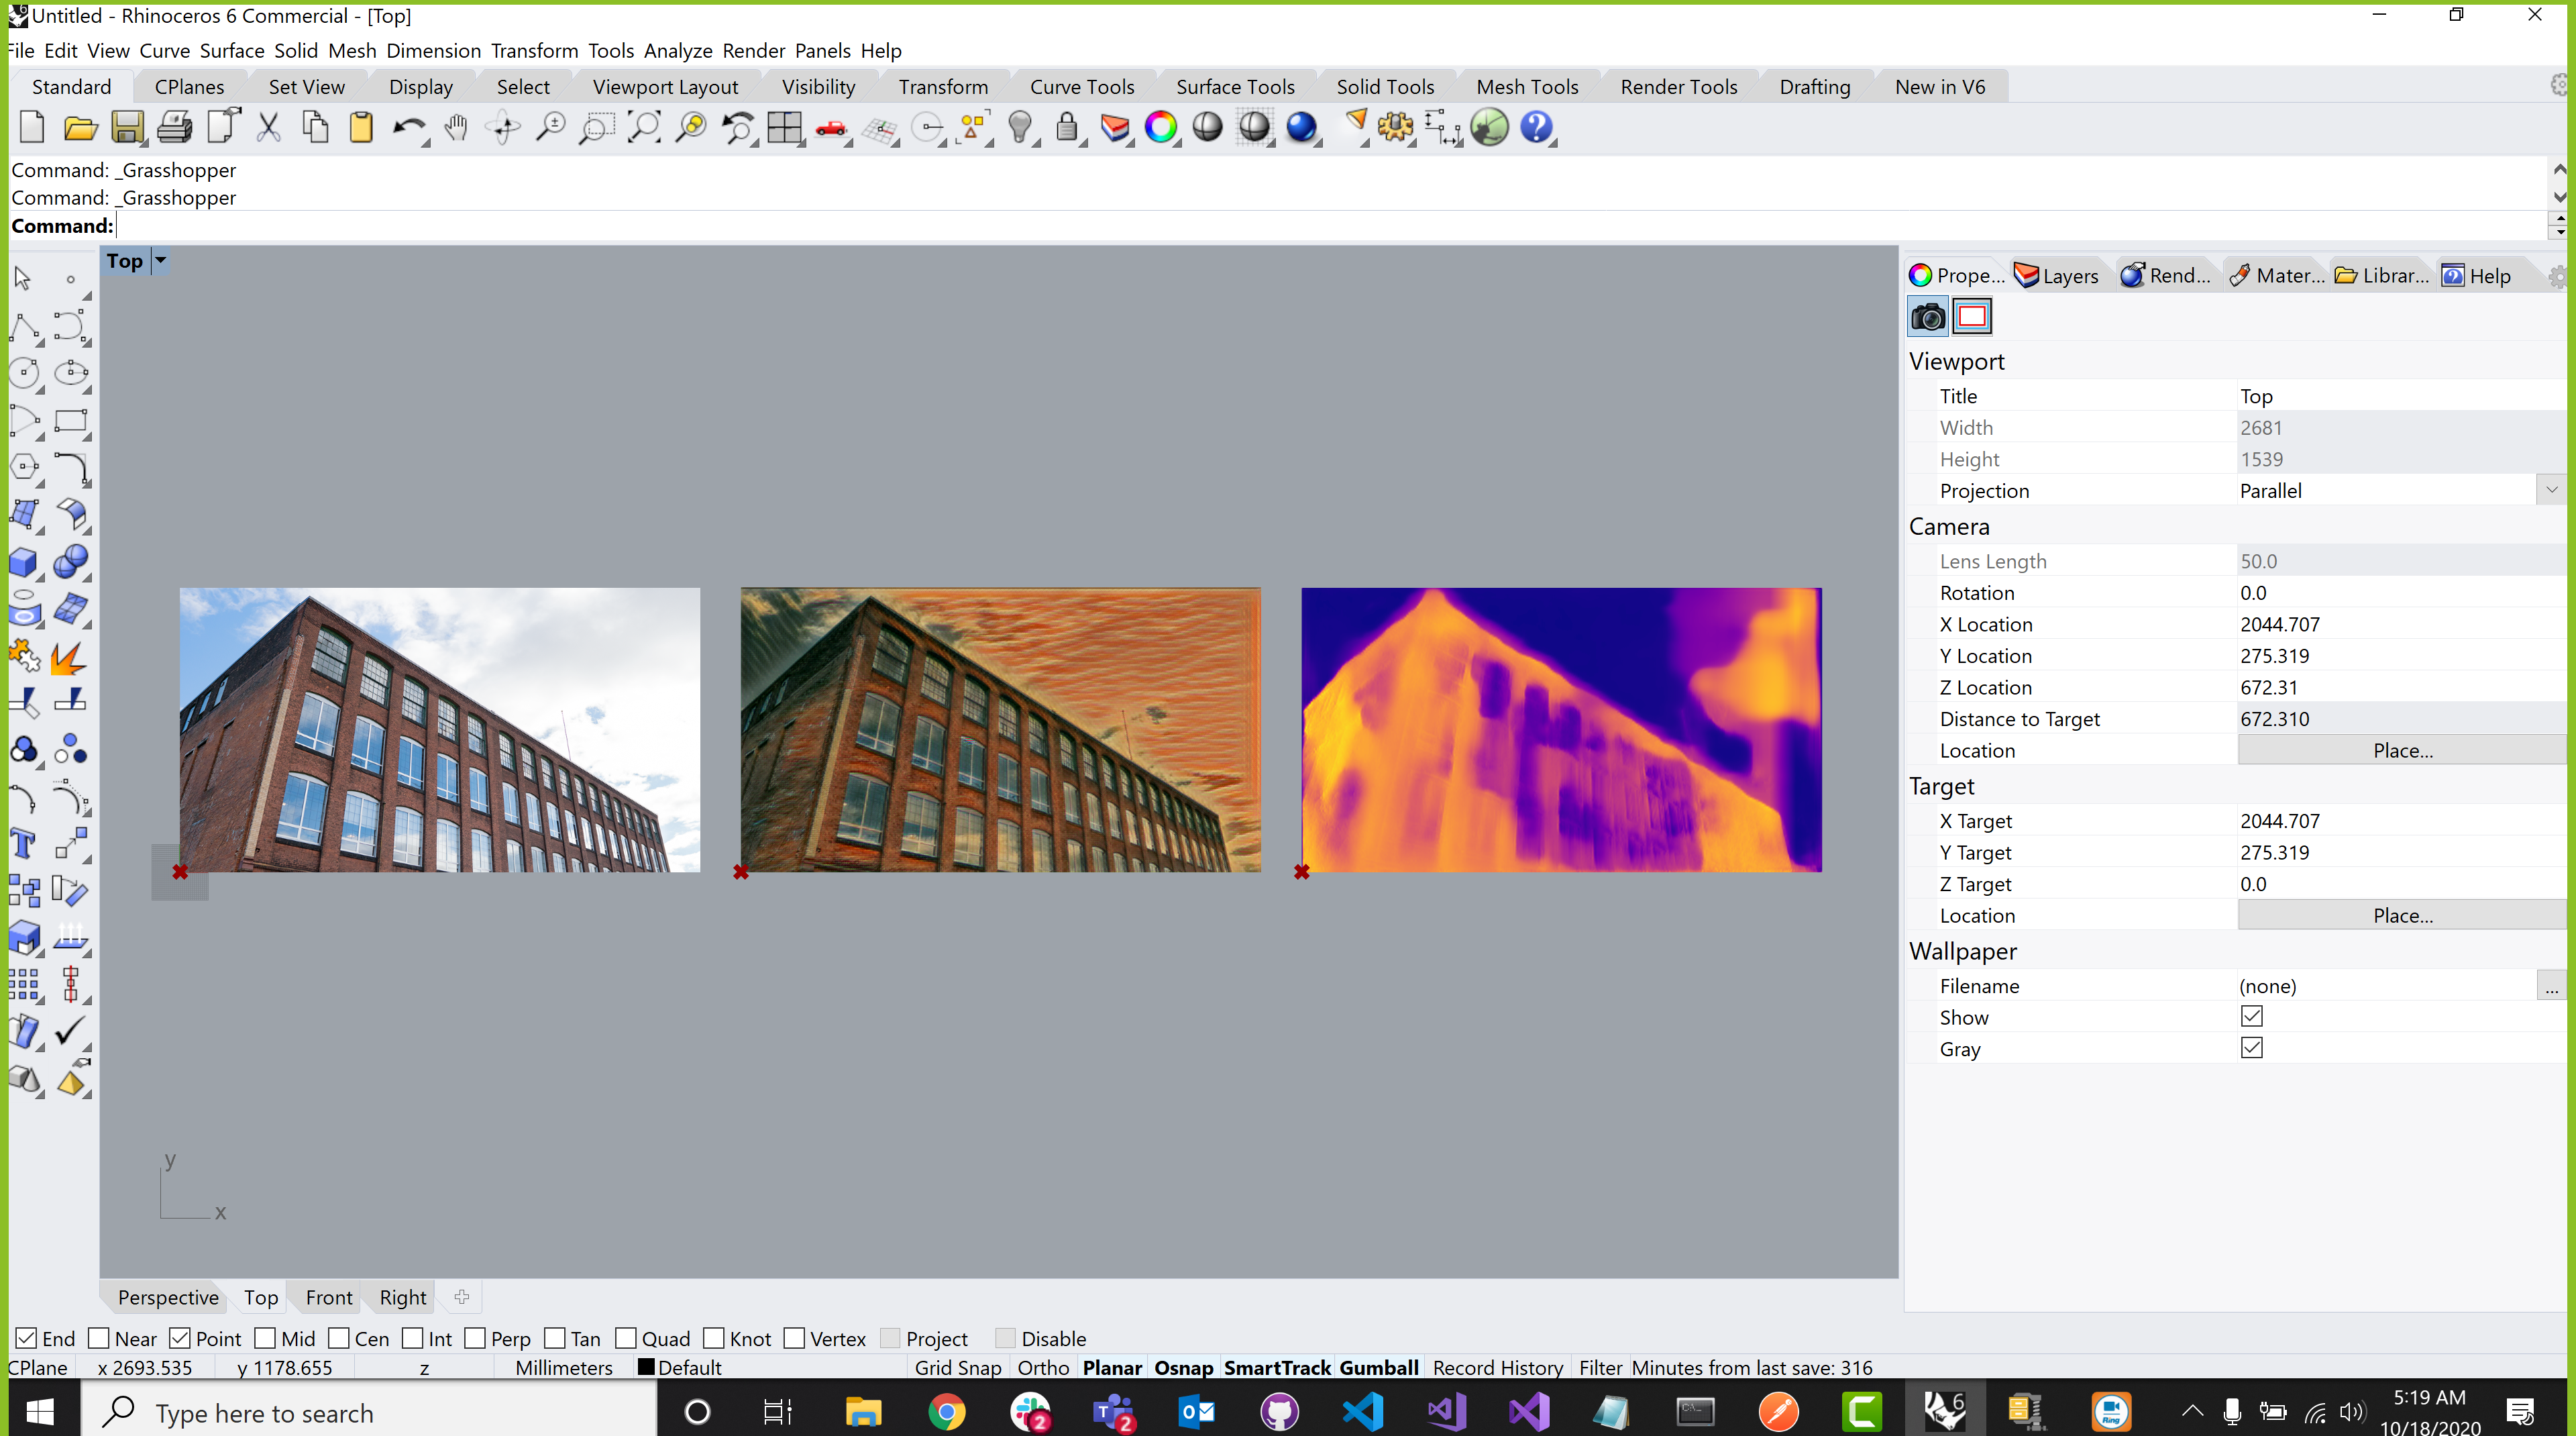 Untitled - Rhinoceros 6 Commercial - [Top]
File Edit View Curve Surface Solid Mesh Dimension Transform Tools Analyze Render Panels Help
Standard CPlanes Set View Display Select Viewport Layout Visibility Transform Curve Tools Surface Tools Solid Tools Mesh Tools Render Tools Drafting New in V6
Command: _Grasshopper
Command: _Grasshopper
Command:
Top
Prope... Layers Rend... Mater... Librar... Help
Viewport
Title Top
Width 2681
Height 1539
Projection Parallel
Camera
Lens Length 50.0
Rotation 0.0
X Location 2044.707
Y Location 275.319
Z Location 672.31
Distance to Target 672.310
Location Place...
Target
X Target 2044.707
Y Target 275.319
Z Target 0.0
Location Place...
Wallpaper
Filename (none) ...
Show
Gray
y
x
Perspective Top Front Right
End Near Point Mid Cen Int Perp Tan Quad Knot Vertex Project Disable
CPlane x 2693.535 y 1178.655 z Millimeters Default Grid Snap Ortho Planar Osnap SmartTrack Gumball Record History Filter Minutes from last save: 316
Type here to search
2
2
6
Ring
5:19 AM
10/18/2020